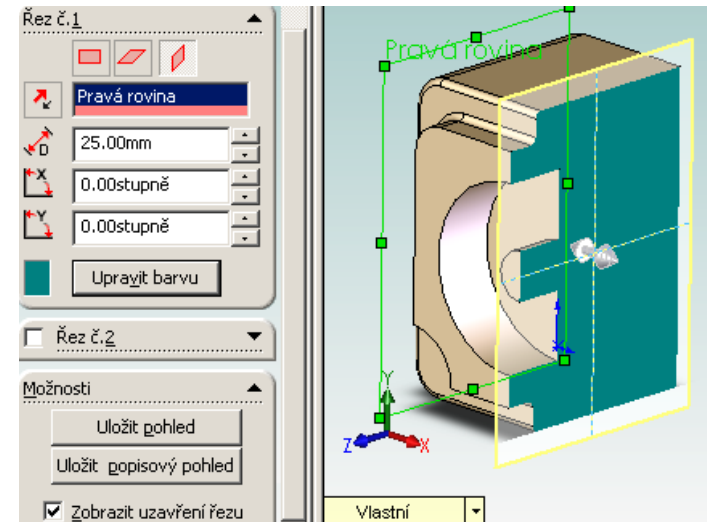 Řez č.1
Pravá rovina
D
25.00mm
X
0.00stupně
Y
0.00stupně
Upravit barvu
Řez č.2
Možnosti
Uložit pohled
Uložit popisový pohled
Zobrazit uzavření řezu
Pravá rovina
Y
Z
X
Vlastní